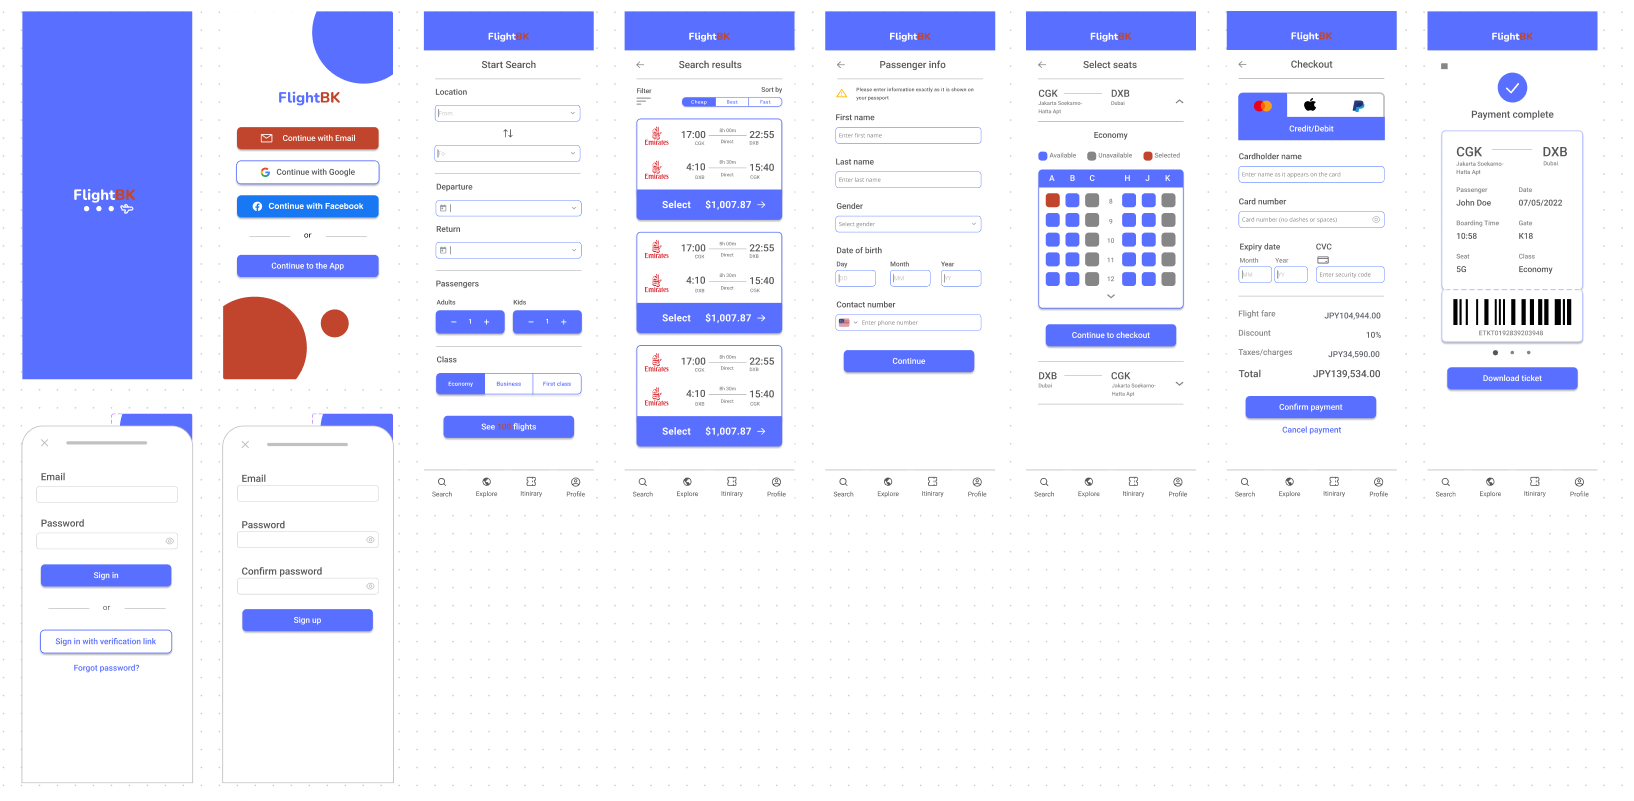 FlightBK
FlightBK
Continue with Email
Continue with Google
Continue with Facebook
or
Continue to the App
FlightBK
Start Search
Location
From
To
Departure
Return
Passengers
Adults
Kids
1
1
Class
Economy
Business
First class
See 100 flights
Search
Explore
Itinirary
Profile
FlightBK
Search results
Filter
Sort by
Cheap
Best
Fast
Emirates
17:00
8h 00m
22:55
CGK
Direct
DXB
Emirates
4:10
8h 30m
15:40
DXB
Direct
CGK
Select $1,007.87
Emirates
17:00
8h 00m
22:55
CGK
Direct
DXB
Emirates
4:10
8h 30m
15:40
DXB
Direct
CGK
Select $1,007.87
Emirates
17:00
8h 00m
22:55
CGK
Direct
DXB
Emirates
4:10
8h 30m
15:40
DXB
Direct
CGK
Select $1,007.87
Search
Explore
Itinirary
Profile
FlightBK
Passenger info
Please enter information exactly as it is shown on
your passport
First name
Enter first name
Last name
Enter last name
Gender
Select gender
Date of birth
Day
Month
Year
DD
MM
YY
Contact number
Enter phone number
Continue
Search
Explore
Itinirary
Profile
FlightBK
Select seats
CGK
DXB
Jakarta Soekarno-
Hatta Apt
Dubai
Economy
Available
Unavailable
Selected
A B C H J K
8
9
10
11
12
Continue to checkout
DXB
CGK
Dubai
Jakarta Soekarno-
Hatta Apt
Search
Explore
Itinirary
Profile
FlightBK
Checkout
Credit/Debit
Cardholder name
Enter name as it appears on the card
Card number
Card number (no dashes or spaces)
Expiry date
CVC
Month
Year
MM
YY
Enter security code
Flight fare JPY104,944.00
Discount 10%
Taxes/charges JPY34,590.00
Total JPY139,534.00
Confirm payment
Cancel payment
Search
Explore
Itinirary
Profile
FlightBK
Payment complete
CGK
DXB
Jakarta Soekarno-
Hatta Apt
Dubai
Passenger
Date
John Doe
07/05/2022
Boarding Time
Gate
10:58
K18
Seat
Class
5G
Economy
ETKT0192839203948
Download ticket
Search
Explore
Itinirary
Profile
Email
Password
Sign in
or
Sign in with verification link
Forgot password?
Email
Password
Confirm password
Sign up